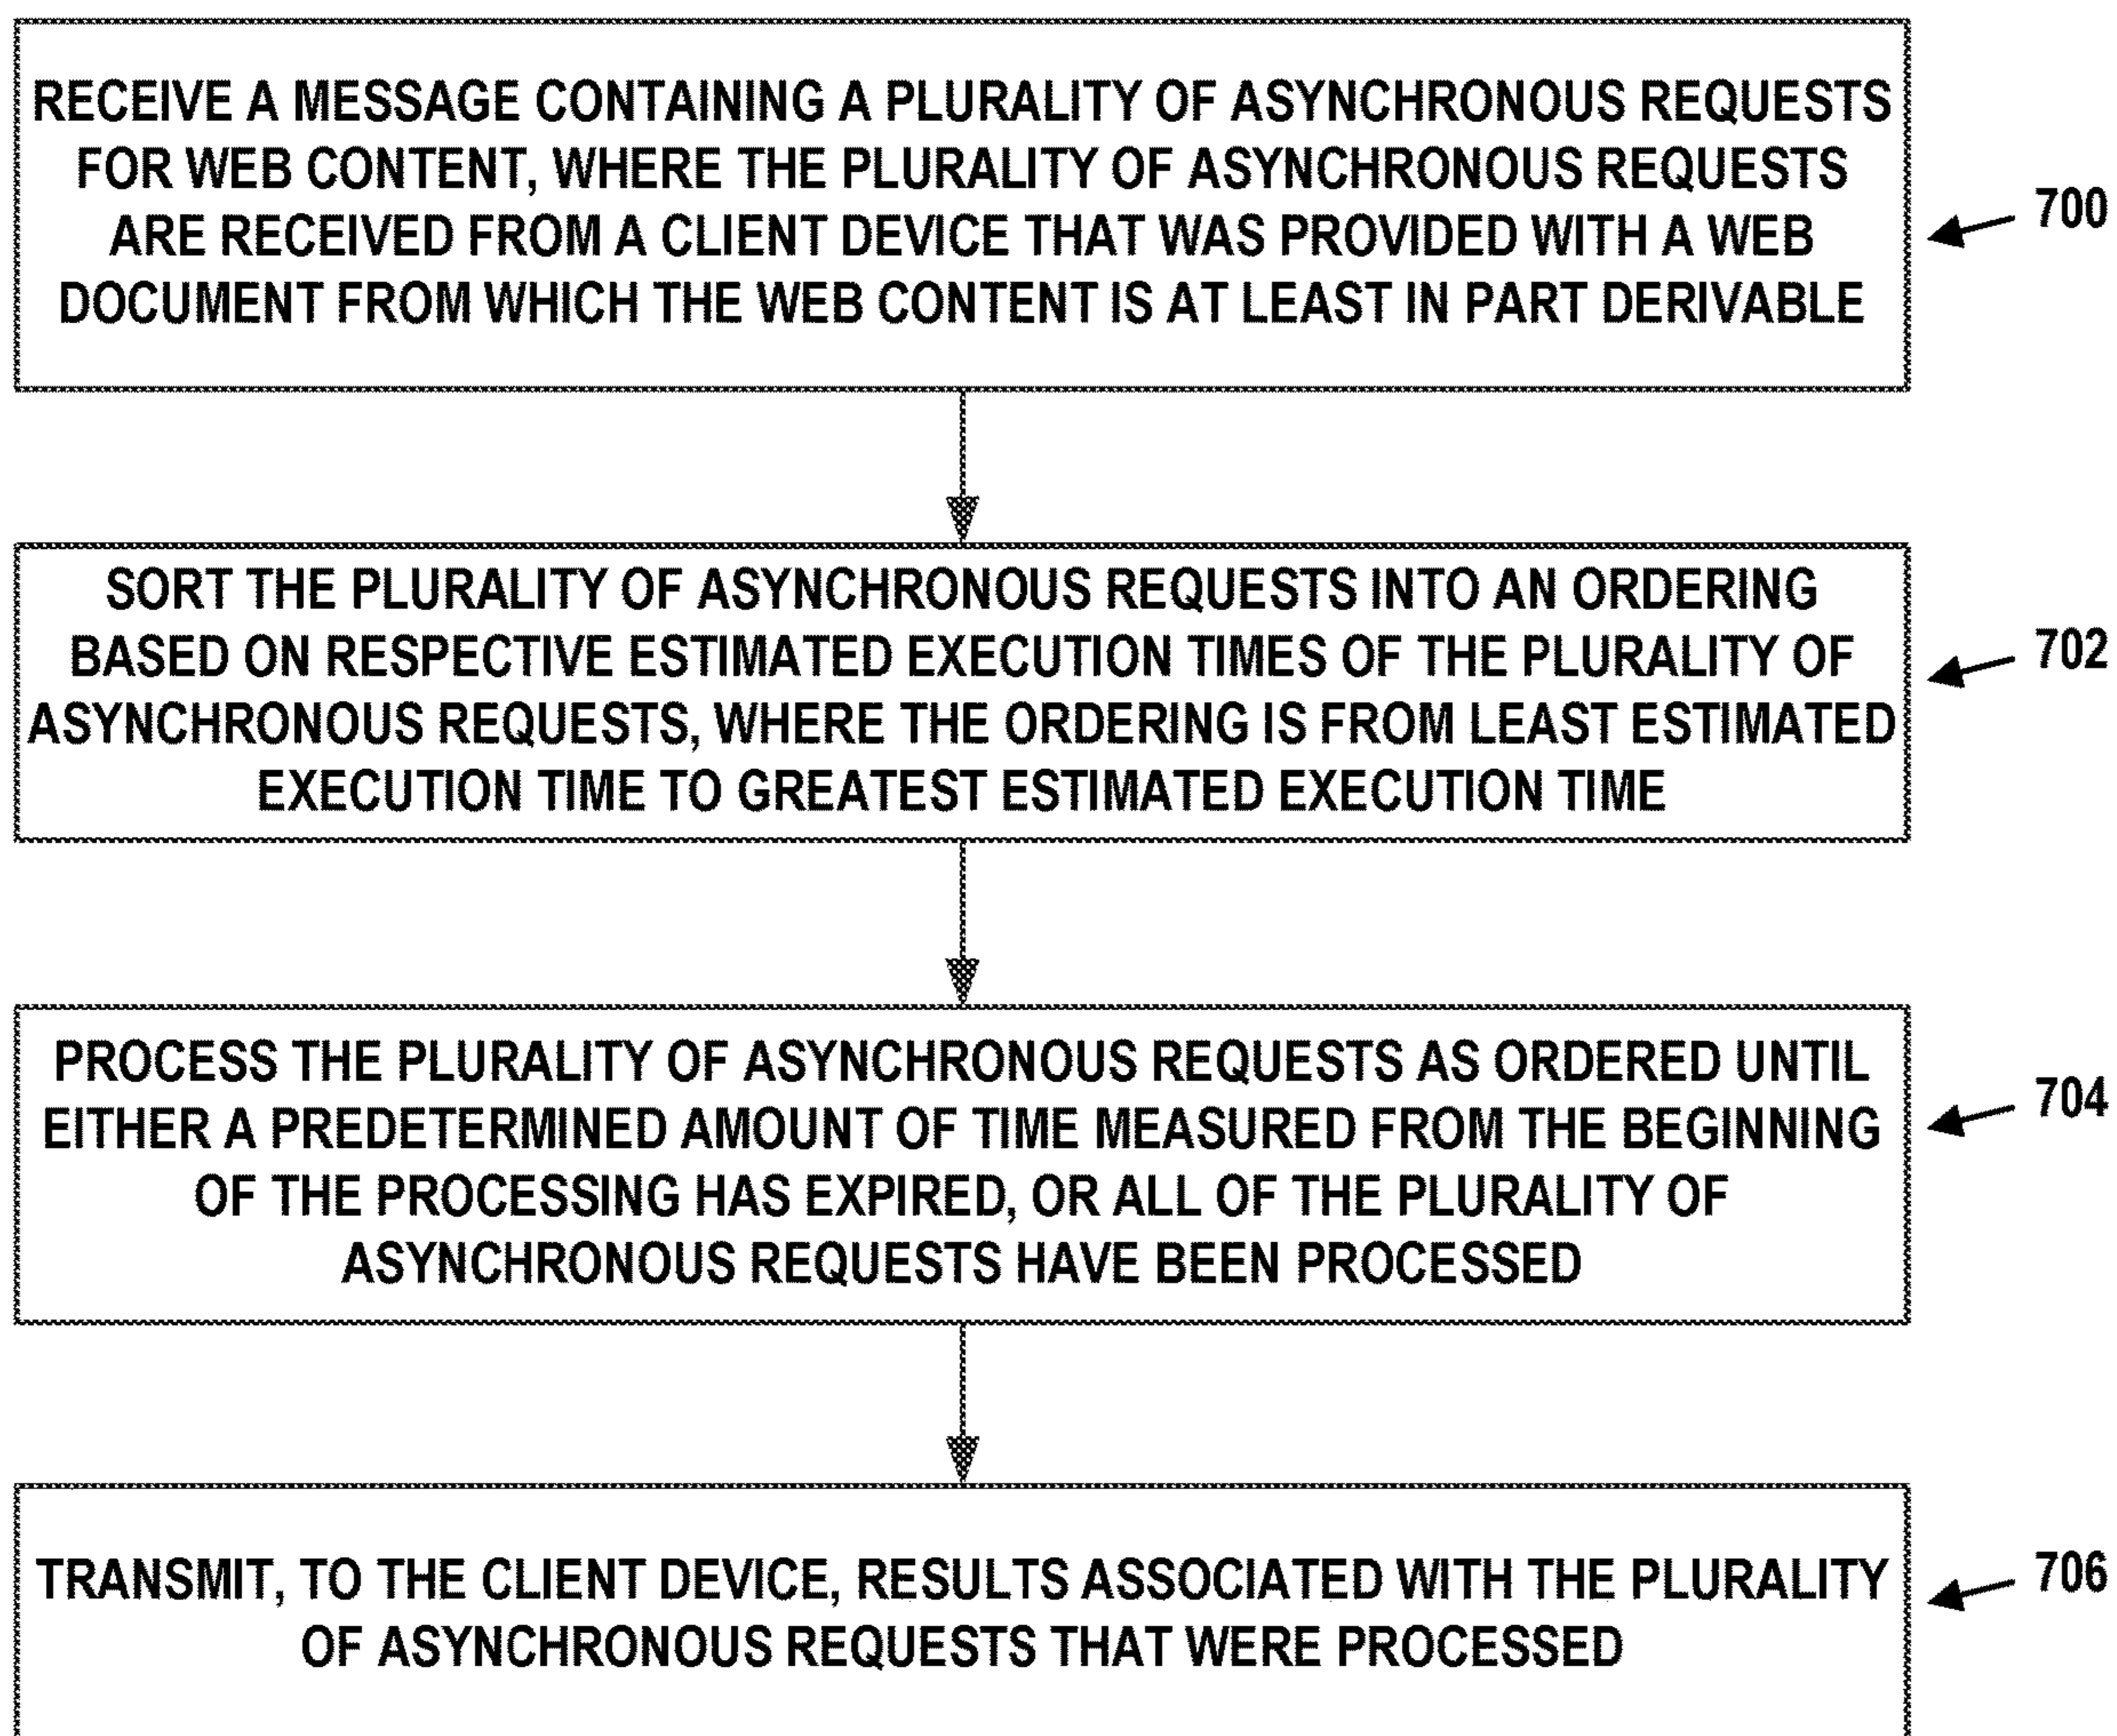 RECEIVE A MESSAGE CONTAINING A PLURALITY OF ASYNCHRONOUS REQUESTS
FOR WEB CONTENT, WHERE THE PLURALITY OF ASYNCHRONOUS REQUESTS
ARE RECEIVED FROM A CLIENT DEVICE THAT WAS PROVIDED WITH A WEB
DOCUMENT FROM WHICH THE WEB CONTENT IS AT LEAST IN PART DERIVABLE
700
SORT THE PLURALITY OF ASYNCHRONOUS REQUESTS INTO AN ORDERING
BASED ON RESPECTIVE ESTIMATED EXECUTION TIMES OF THE PLURALITY OF
ASYNCHRONOUS REQUESTS, WHERE THE ORDERING IS FROM LEAST ESTIMATED
EXECUTION TIME TO GREATEST ESTIMATED EXECUTION TIME
702
PROCESS THE PLURALITY OF ASYNCHRONOUS REQUESTS AS ORDERED UNTIL
EITHER A PREDETERMINED AMOUNT OF TIME MEASURED FROM THE BEGINNING
OF THE PROCESSING HAS EXPIRED, OR ALL OF THE PLURALITY OF
ASYNCHRONOUS REQUESTS HAVE BEEN PROCESSED
704
TRANSMIT, TO THE CLIENT DEVICE, RESULTS ASSOCIATED WITH THE PLURALITY
OF ASYNCHRONOUS REQUESTS THAT WERE PROCESSED
706